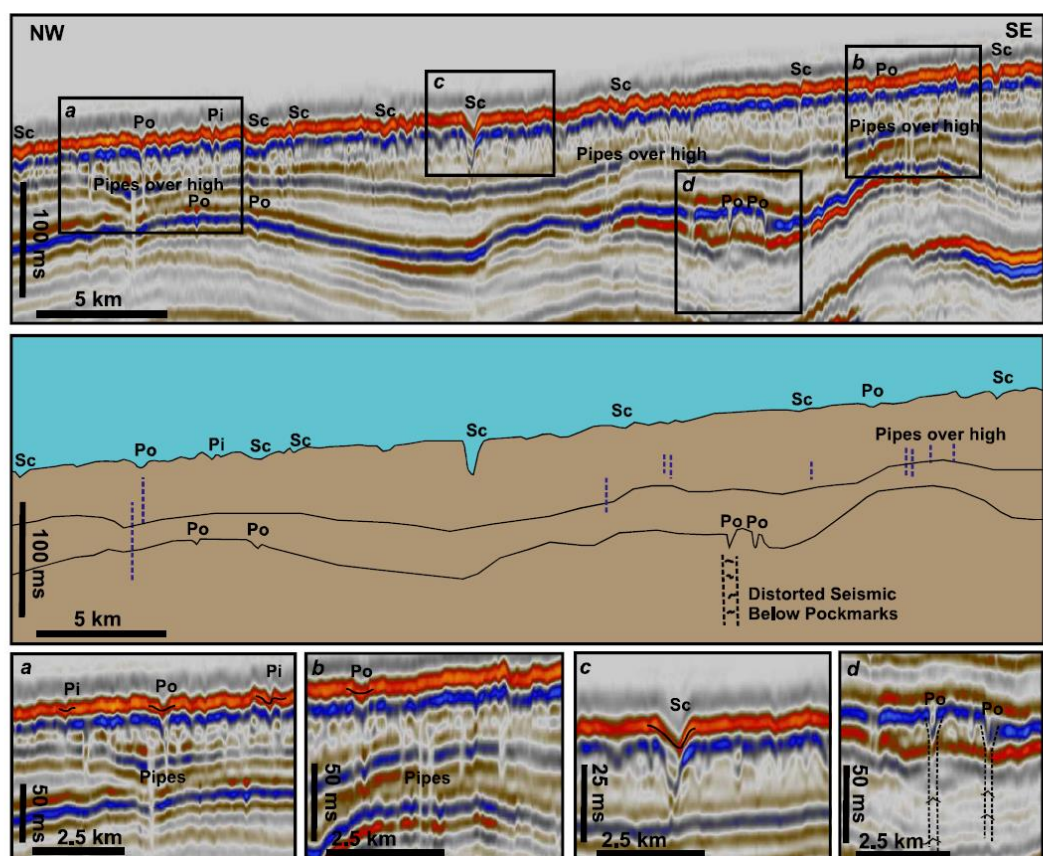 NW
SE
Sc
b
Po
c
Sc
Sc
Sc
a
Po
Pi
Sc
Sc
Sc
Sc
Pipes over high
Pipes over high
Pipes over high
d
Po
Po
Po Po
100 ms
5 km
Sc
Po
Sc
Sc
Pi
Po
Sc
Sc
Sc
Sc
Pipes over high
Po
Po
Po
Po
100 ms
Distorted Seismic
Below Pockmarks
5 km
a
Pi
Po
Pi
Pipes
50 ms
2.5 km
b
Po
Pipes
50 ms
2.5 km
c
Sc
25 ms
2.5 km
d
Po
Po
50 ms
2.5 km